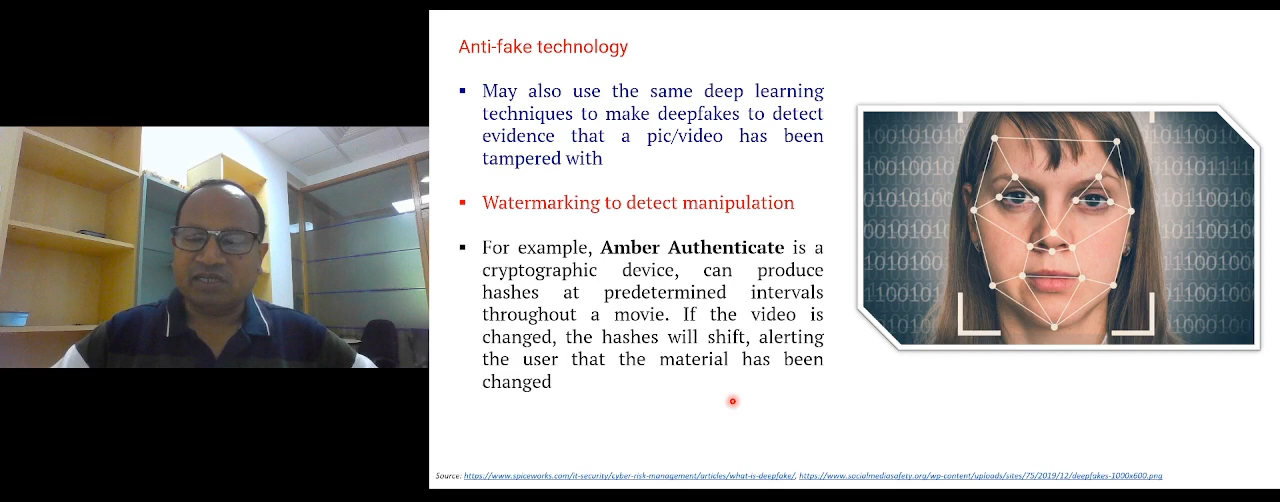 Anti-fake technology
▪ May also use the same deep learning
techniques to make deepfakes to detect
evidence that a pic/video has been
tampered with
▪ Watermarking to detect manipulation
▪ For example, Amber Authenticate is a
cryptographic device, can produce
hashes at predetermined intervals
throughout a movie. If the video is
changed, the hashes will shift, alerting
the user that the material has been
changed
Source: https://www.spiceworks.com/it-security/cyber-risk-management/articles/what-is-deepfake/, https://www.socialmediasafety.org/wp-content/uploads/sites/75/2019/12/deepfakes-1000x600.png